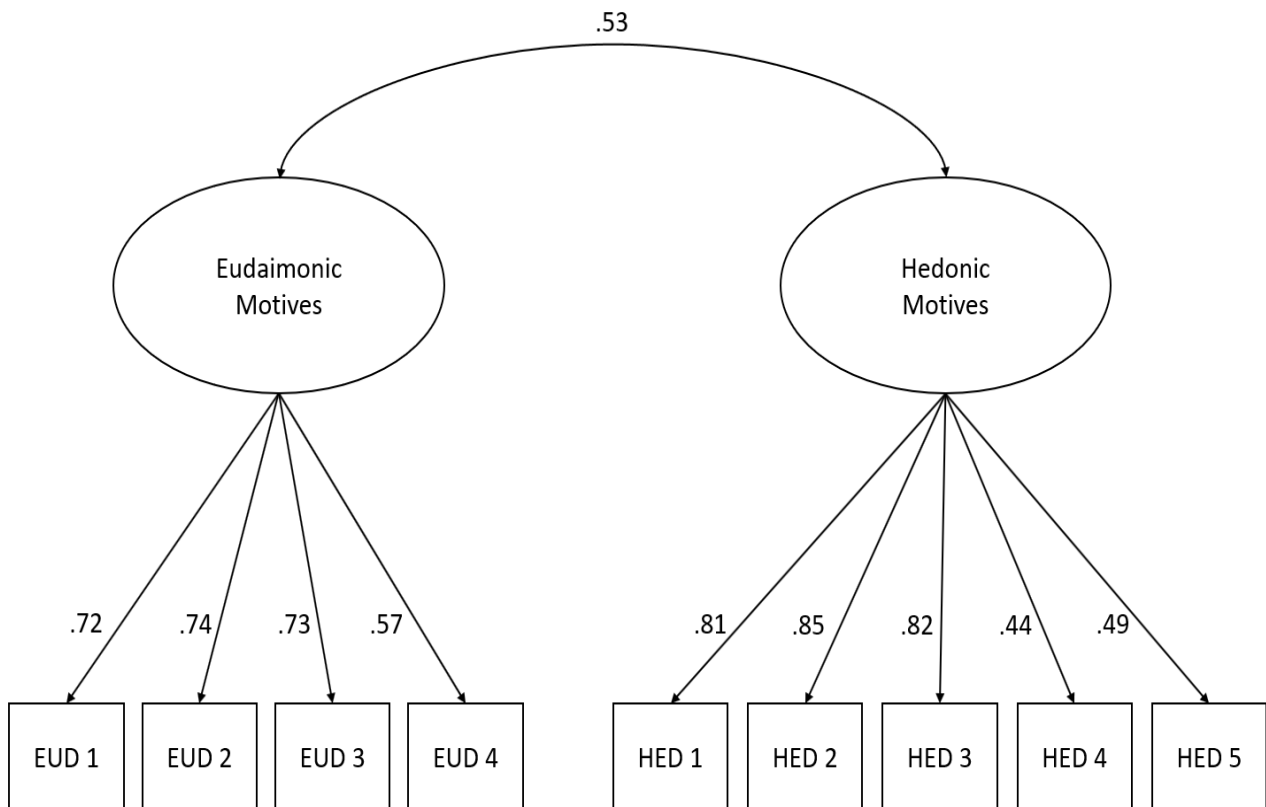 .53
Eudaimonic
Motives
Hedonic
Motives
.72
.74
.73
.57
.81
.85
.82
.44
.49
EUD 1
EUD 2
EUD 3
EUD 4
HED 1
HED 2
HED 3
HED 4
HED 5